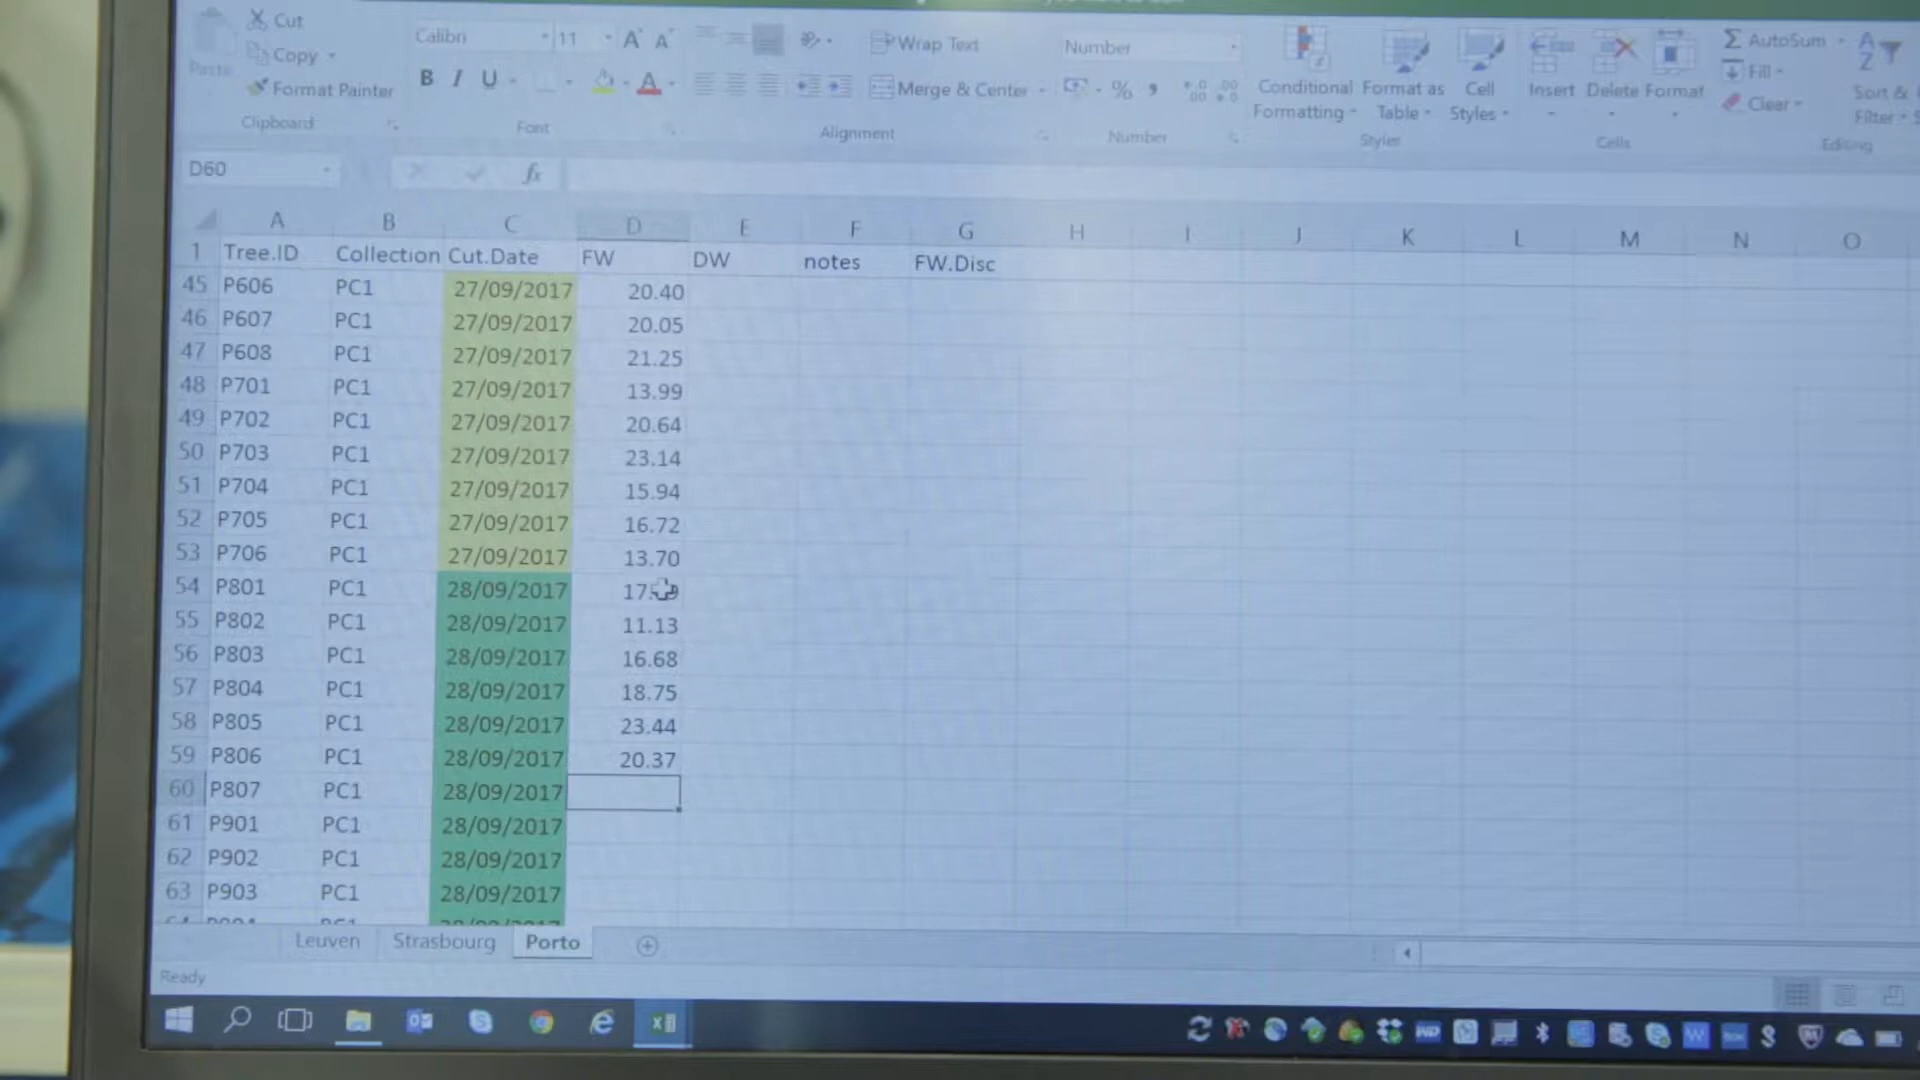 Cut
Calibri 11 A A Wrap Text Number AutoSum
Paste Copy
Fill
Format Painter B I U A Merge & Center % Conditional Formatting Format as Table Cell Styles Insert Delete Format Clear Sort & Filter
Clipboard Font Alignment Number Styles Cells Editing
D60 fx
A B C D E F G H I J K L M N O
1 Tree.ID Collection Cut.Date FW DW notes FW.Disc
45 P606 PC1 27/09/2017 20.40
46 P607 PC1 27/09/2017 20.05
47 P608 PC1 27/09/2017 21.25
48 P701 PC1 27/09/2017 13.99
49 P702 PC1 27/09/2017 20.64
50 P703 PC1 27/09/2017 23.14
51 P704 PC1 27/09/2017 15.94
52 P705 PC1 27/09/2017 16.72
53 P706 PC1 27/09/2017 13.70
54 P801 PC1 28/09/2017
55 P802 PC1 28/09/2017 11.13
56 P803 PC1 28/09/2017 16.68
57 P804 PC1 28/09/2017 18.75
58 P805 PC1 28/09/2017 23.44
59 P806 PC1 28/09/2017 20.37
60 P807 PC1 28/09/2017
61 P901 PC1 28/09/2017
62 P902 PC1 28/09/2017
63 P903 PC1 28/09/2017
Leuven Strasbourg Porto
Ready